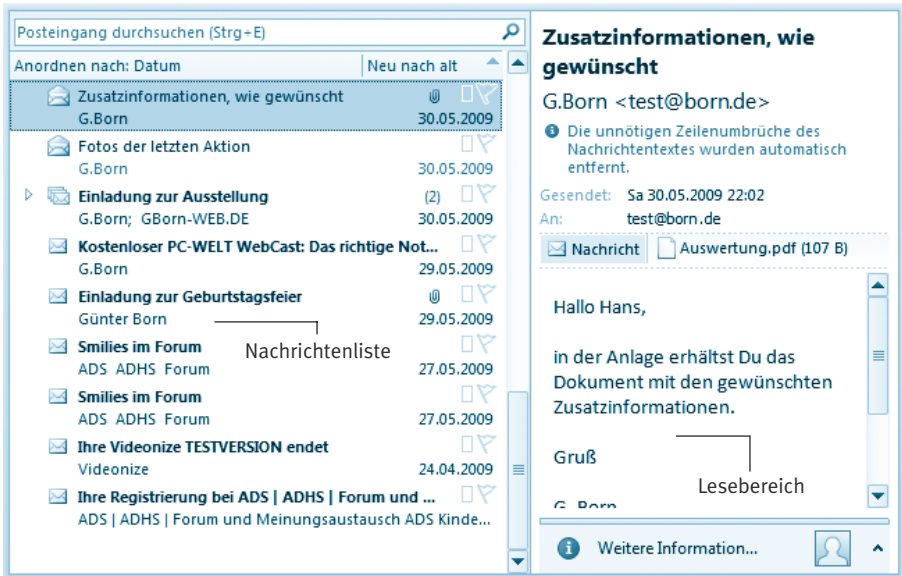 Posteingang durchsuchen (Strg+E)
Anordnen nach: Datum Neu nach alt
Zusatzinformationen, wie gewünscht
G.Born 30.05.2009
Fotos der letzten Aktion
G.Born 30.05.2009
Einladung zur Ausstellung (2)
G.Born; GBorn-WEB.DE 30.05.2009
Kostenloser PC-WELT WebCast: Das richtige Not...
G.Born 29.05.2009
Einladung zur Geburtstagsfeier
Günter Born 29.05.2009
Nachrichtenliste
Smilies im Forum
ADS ADHS Forum 27.05.2009
Smilies im Forum
ADS ADHS Forum 27.05.2009
Ihre Videonize TESTVERSION endet
Videonize 24.04.2009
Ihre Registrierung bei ADS | ADHS | Forum und ...
ADS | ADHS | Forum und Meinungsaustausch ADS Kinde...
Zusatzinformationen, wie
gewünscht
G.Born <test@born.de>
Die unnötigen Zeilenumbrüche des
Nachrichtentextes wurden automatisch
entfernt.
Gesendet: Sa 30.05.2009 22:02
An: test@born.de
Nachricht Auswertung.pdf (107 B)
Hallo Hans,
in der Anlage erhältst Du das
Dokument mit den gewünschten
Zusatzinformationen.
Gruß
Lesebereich
G. Born
Weitere Information...